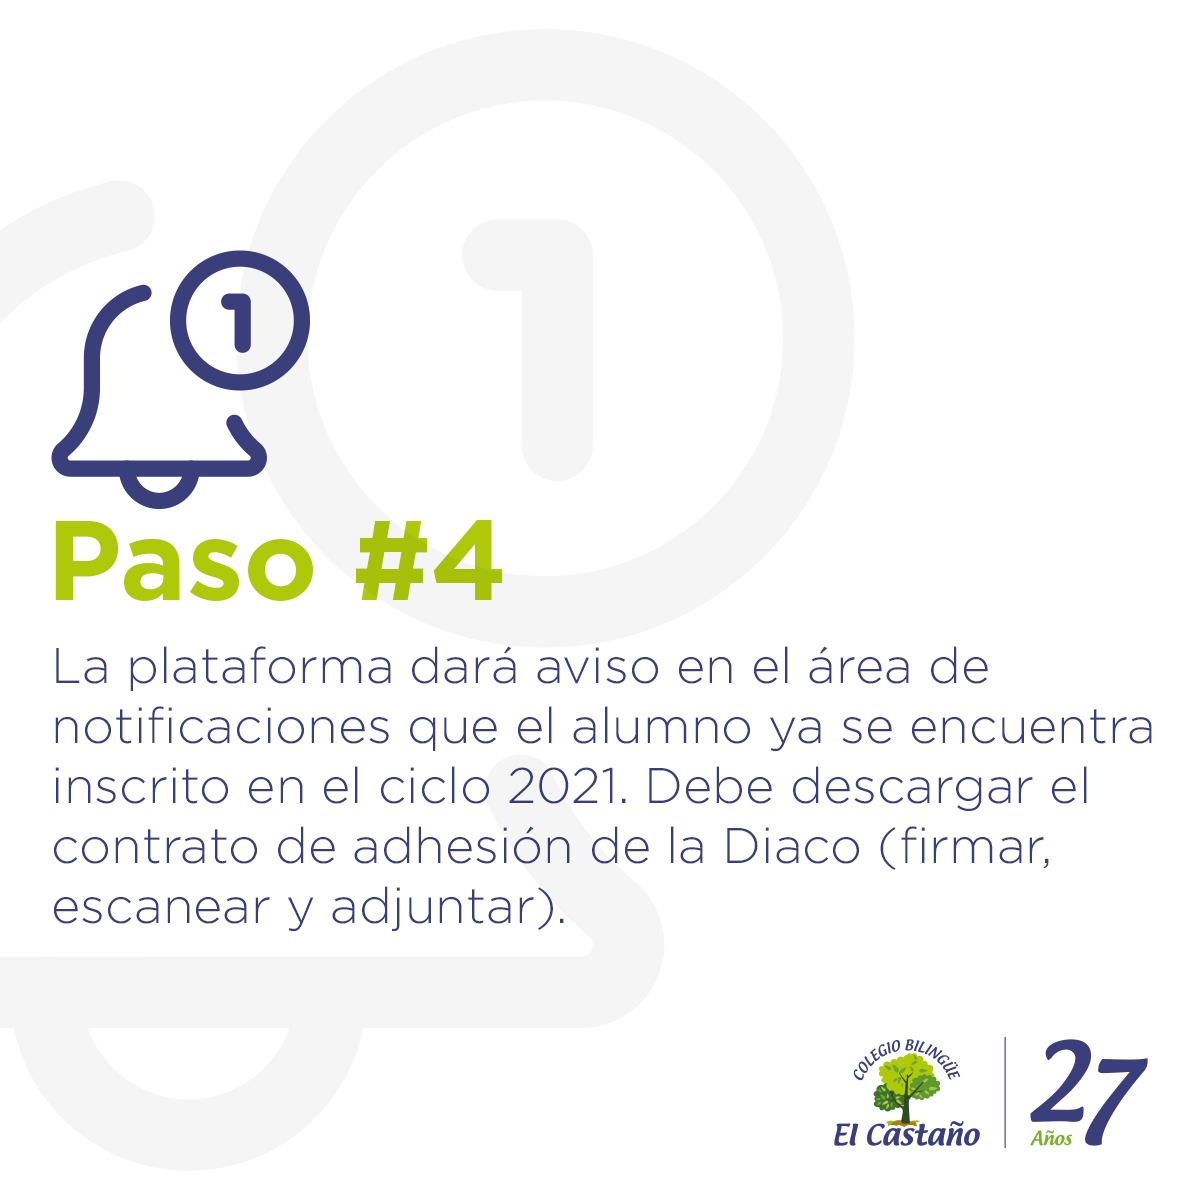 1
1
Paso #4
La plataforma dará aviso en el área de
notificaciones que el alumno ya se encuentra
inscrito en el ciclo 2021. Debe descargar el
contrato de adhesión de la Diaco (firmar,
escanear y adjuntar).
COLEGIO BILINGÜE
El Castaño
27
Años